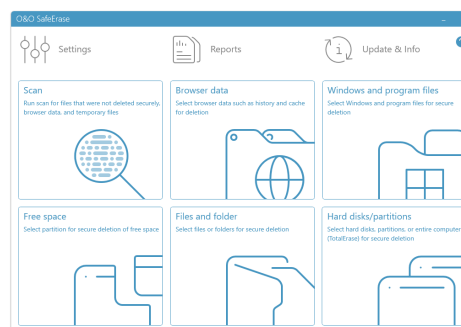 O&O SafeErase
Settings
Reports
Update & Info
Scan
Run scan for files that were not deleted securely,
browser data, and temporary files
Browser data
Select browser data such as history and cache
for deletion
Windows and program files
Select Windows and program files for secure
deletion
Free space
Select partition for secure deletion of free space
Files and folder
Select files or folders for secure deletion
Hard disks/partitions
Select hard disks, partitions, or entire computer
(TotalErase) for secure deletion